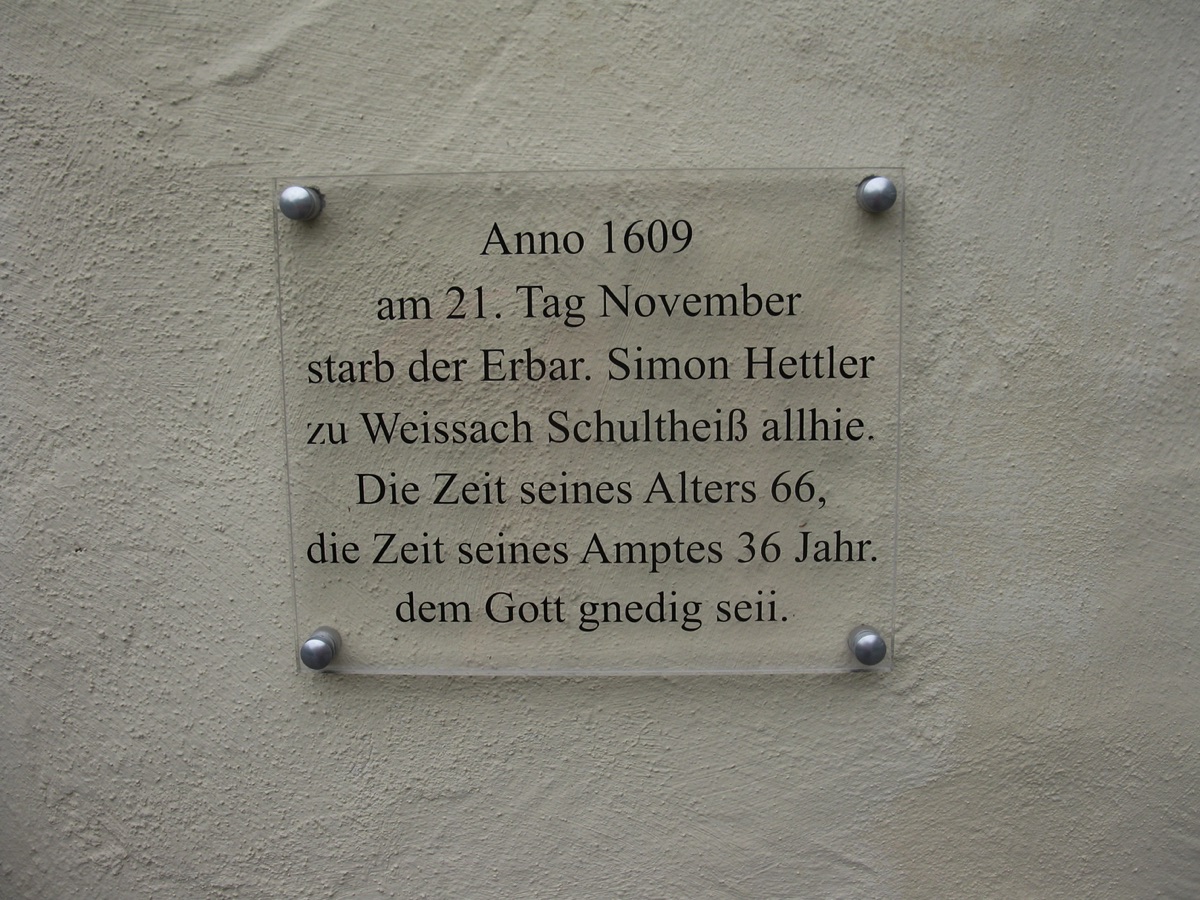 Anno 1609
am 21. Tag November
starb der Erbar. Simon Hettler
zu Weissach Schultheiß allhie.
Die Zeit seines Alters 66,
die Zeit seines Amptes 36 Jahr.
dem Gott gnedig seii.